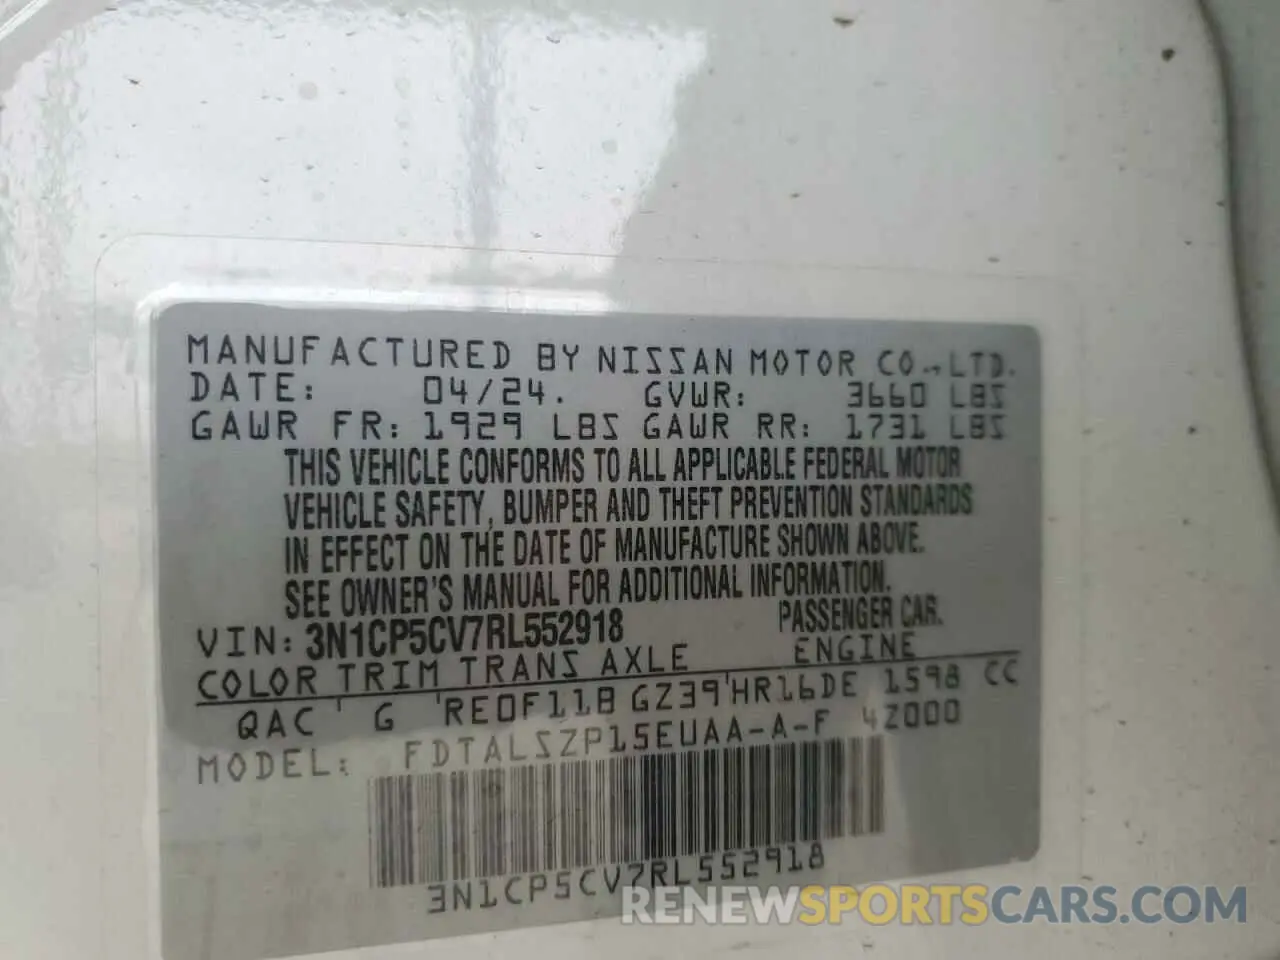 MANUFACTURED BY NISSAN MOTOR CO., LTD.
DATE: 04/24. GVWR: 3660 LBS
GAWR FR: 1929 LBS GAWR RR: 1731 LBS
THIS VEHICLE CONFORMS TO ALL APPLICABLE FEDERAL MOTOR
VEHICLE SAFETY, BUMPER AND THEFT PREVENTION STANDARDS
IN EFFECT ON THE DATE OF MANUFACTURE SHOWN ABOVE.
SEE OWNER'S MANUAL FOR ADDITIONAL INFORMATION.
VIN: 3N1CP5CV7RL552918 PASSENGER CAR.
COLOR TRIM TRANS AXLE ENGINE
QAC ' G 'RE0F11B GZ39'HR16DE 1598 CC
MODEL: FDTALSZP15EUAA-A-F 4Z000
3N1CP5CV7RL552918
RENEWSPORTSCARS.COM